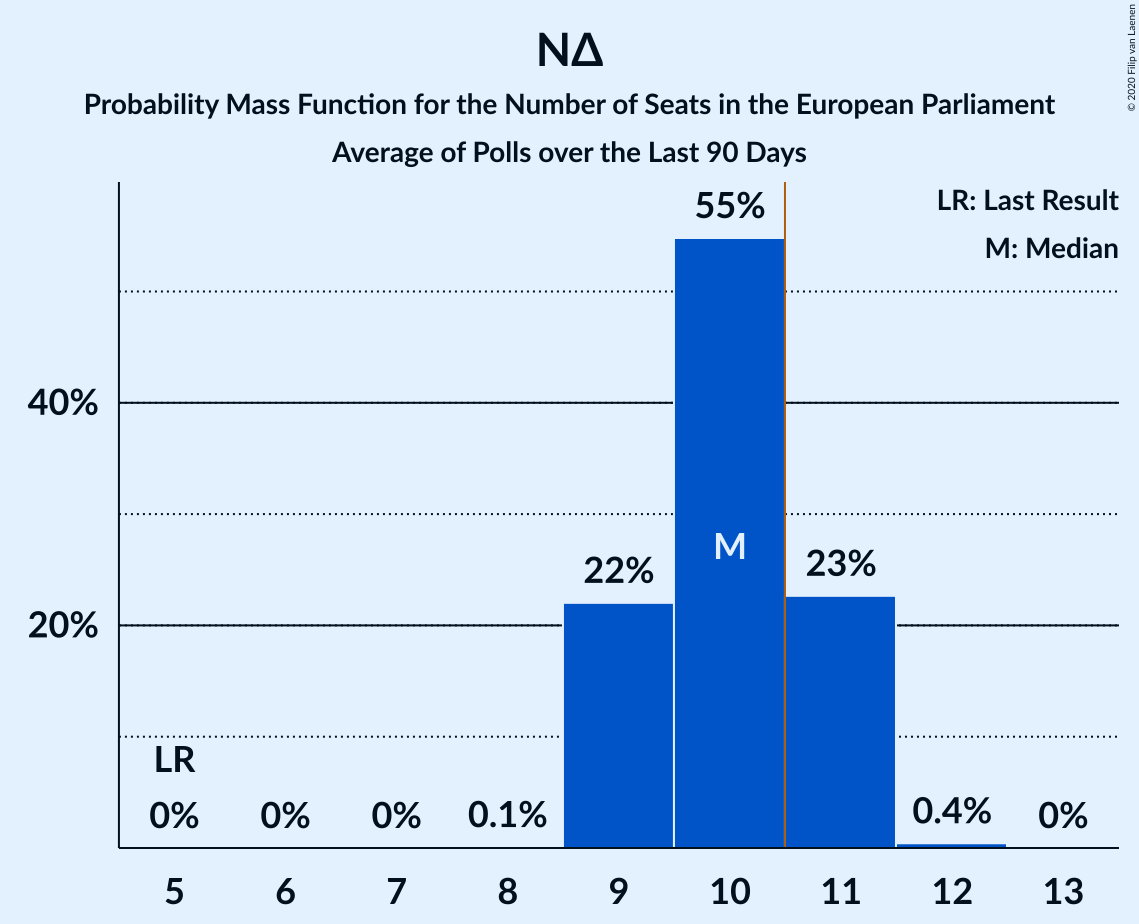 ΝΔ
Probability Mass Function for the Number of Seats in the European Parliament
Average of Polls over the Last 90 Days
© 2020 Filip van Laenen
LR: Last Result
M: Median
55%
40%
M
22%
23%
20%
LR
0%
0%
0%
0.1%
0.4%
0%
5
6
7
8
9
10
11
12
13